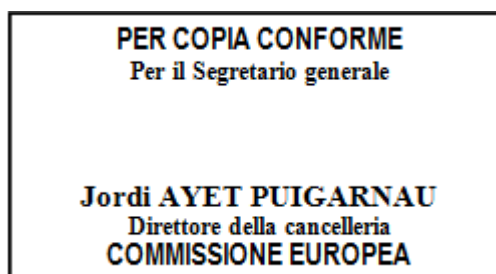 PER COPIA CONFORME
Per il Segretario generale
Jordi AYET PUIGARNAU
Direttore della cancelleria
COMMISSIONE EUROPEA